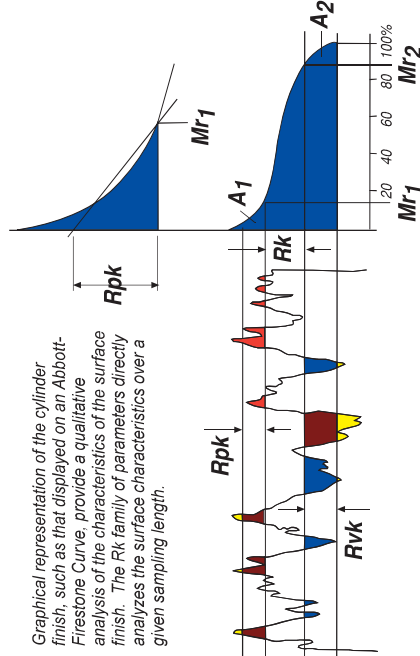 Graphical representation of the cylinder
finish, such as that displayed on an Abbott-
Firestone Curve, provide a qualitative
analysis of the characteristics of the surface
finish. The Rk family of parameters directly
analyzes the surface characteristics over a
given sampling length.
Rpk
Mr1
Rpk
Rvk
Rk
A1
A2
20
40
60
80
100%
Mr1
Mr2